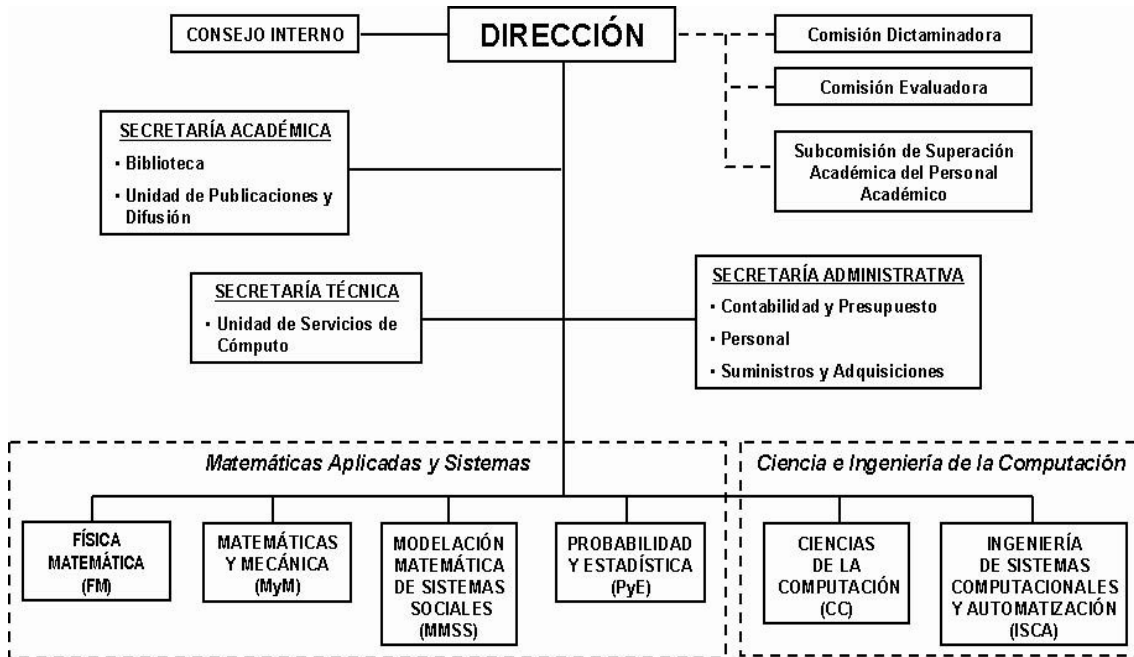 CONSEJO INTERNO
DIRECCIÓN
Comisión Dictaminadora
Comisión Evaluadora
Subcomisión de Superación
Académica del Personal
Académico
SECRETARÍA ACADÉMICA
▪ Biblioteca
▪ Unidad de Publicaciones y
Difusión
SECRETARÍA TÉCNICA
▪ Unidad de Servicios de
Cómputo
SECRETARÍA ADMINISTRATIVA
▪ Contabilidad y Presupuesto
▪ Personal
▪ Suministros y Adquisiciones
Matemáticas Aplicadas y Sistemas
FÍSICA
MATEMÁTICA
(FM)
MATEMÁTICAS
Y MECÁNICA
(MyM)
MODELACIÓN
MATEMÁTICA
DE SISTEMAS
SOCIALES
(MMSS)
PROBABILIDAD
Y ESTADÍSTICA
(PyE)
Ciencia e Ingeniería de la Computación
CIENCIAS
DE LA
COMPUTACIÓN
(CC)
INGENIERÍA
DE SISTEMAS
COMPUTACIONALES
Y AUTOMATIZACIÓN
(ISCA)